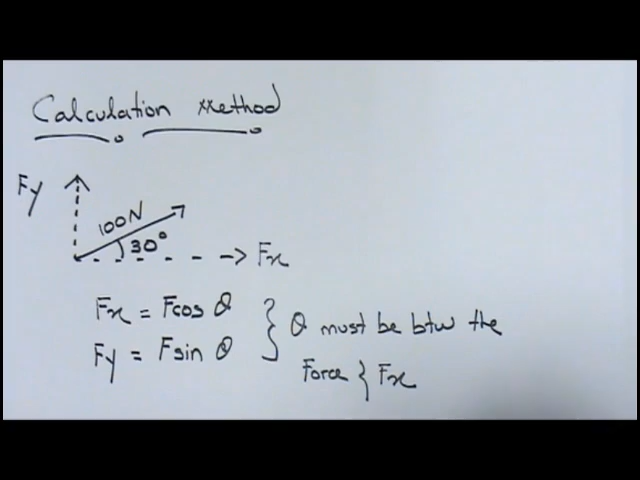 Calculation Method
Fy
100N
30°
Fx
Fx = Fcos θ
Fy = Fsin θ
θ must be btw the
Force } Fx